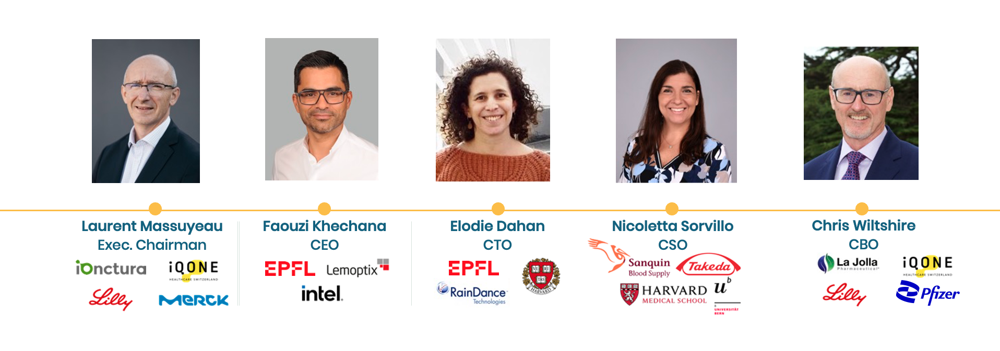 Laurent Massuyeau
Exec. Chairman
iOnctura
iQONE
HEALTHCARE SWITZERLAND
Lilly
MERCK
Faouzi Khechana
CEO
EPFL
Lemoptix
intel.
Elodie Dahan
CTO
EPFL
VE RI
TAS
HARVARD
RainDance
Technologies
Nicoletta Sorvillo
CSO
Sanquin
Blood Supply
Takeda
HARVARD
MEDICAL SCHOOL
u b
b
UNIVERSITÄT
BERN
Chris Wiltshire
CBO
La Jolla
Pharmaceutical
iQONE
HEALTHCARE SWITZERLAND
Lilly
Pfizer